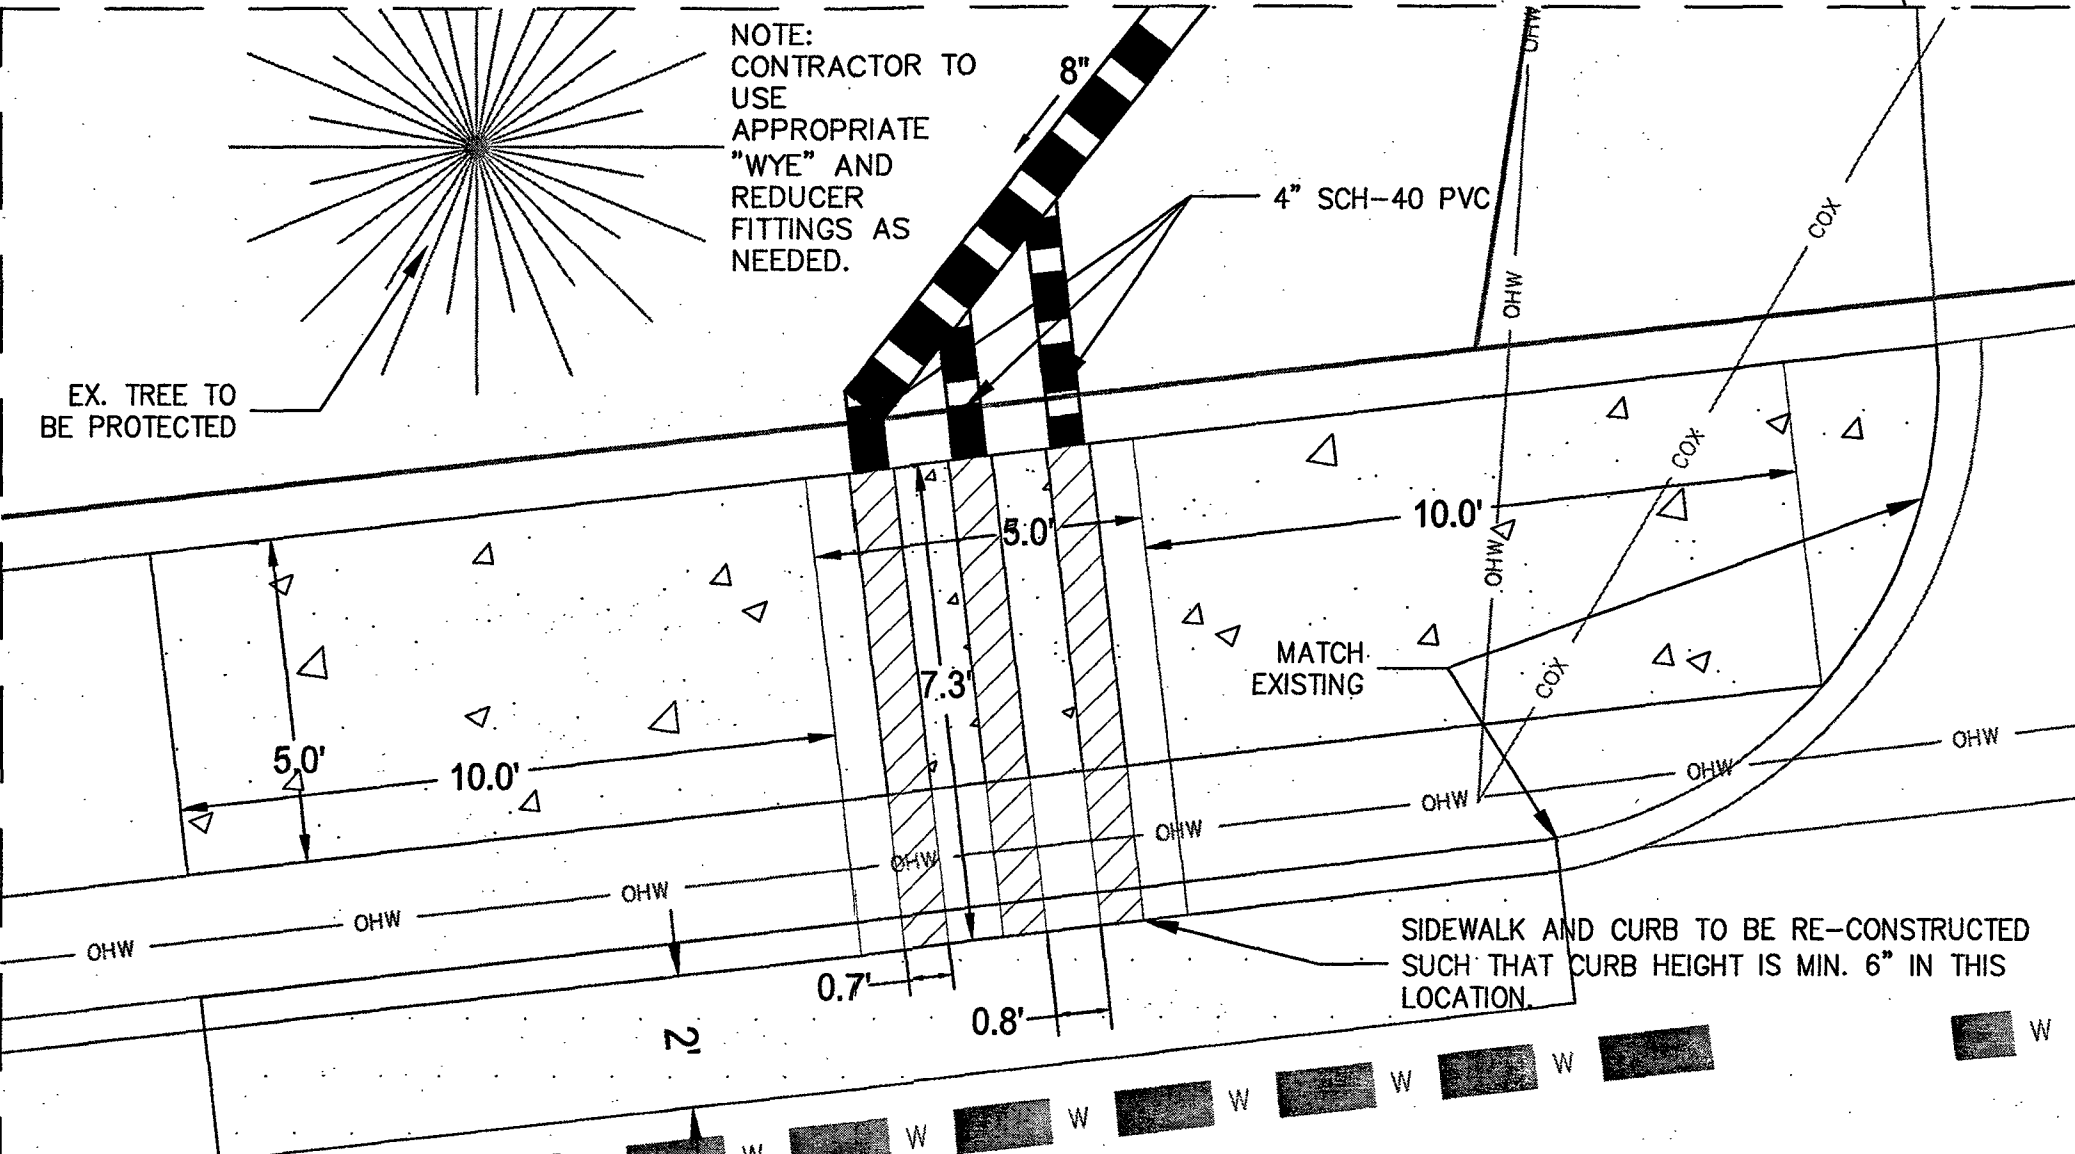 NOTE:
CONTRACTOR TO
USE
APPROPRIATE
"WYE" AND
REDUCER
FITTINGS AS
NEEDED.
8"
OHW
4" SCH-40 PVC
COX
OHW
EX. TREE TO
BE PROTECTED
COX
10.0'
5.0'
OHW
MATCH
EXISTING
COX
7.3'
5.0'
10.0'
OHW
OHW
OHW
OHW
OHW
OHW
OHW
OHW
SIDEWALK AND CURB TO BE RE-CONSTRUCTED
SUCH THAT CURB HEIGHT IS MIN. 6" IN THIS
LOCATION.
0.7'
0.8'
2'
W
W
W
W
W
W
W